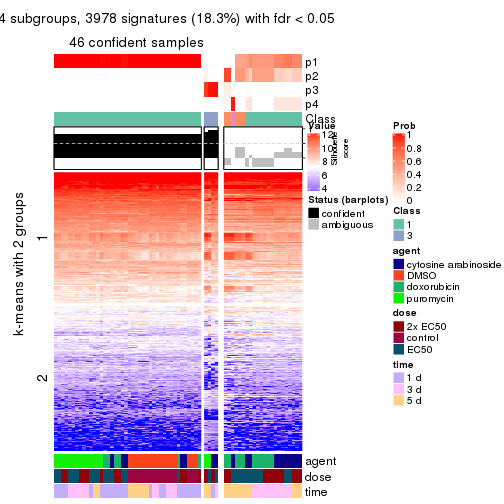 4 subgroups, 3978 signatures (18.3%) with fdr < 0.05
46 confident samples
p1
p2
p3
p4
Class
Silhouette
score
1
2
k-means with 2 groups
agent
dose
time
Value
12
10
8
6
4
Status (barplots)
confident
ambiguous
Prob
1
0.8
0.6
0.4
0.2
0
Class
1
3
agent
cytosine arabinoside
DMSO
doxorubicin
puromycin
dose
2x EC50
control
EC50
time
1 d
3 d
5 d